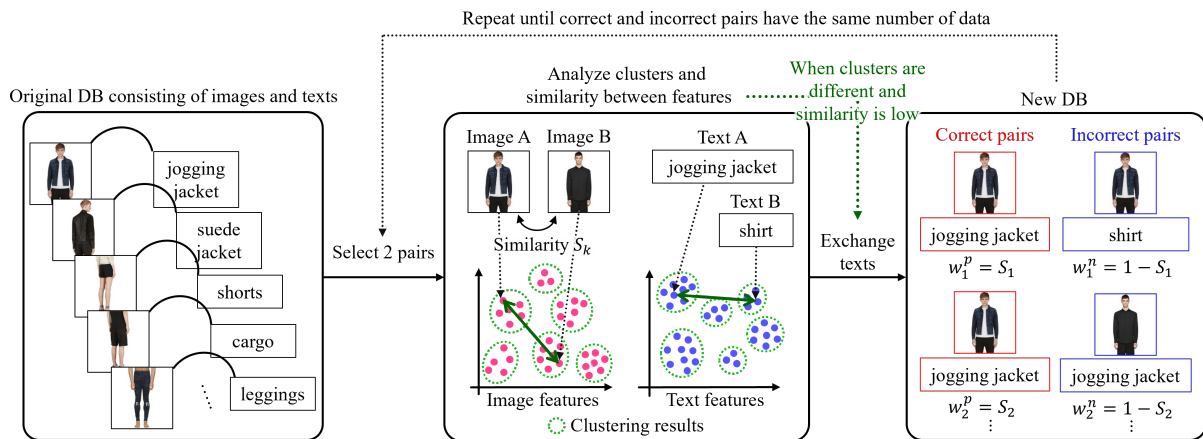 Repeat until correct and incorrect pairs have the same number of data
Original DB consisting of images and texts
jogging
jacket
suede
jacket
shorts
cargo
leggings
Select 2 pairs
Analyze clusters and
similarity between features
When clusters are
different and
similarity is low
Image A
Image B
Text A
jogging jacket
Text B
shirt
Similarity S_k
Image features
Text features
Clustering results
Exchange
texts
New DB
Correct pairs
Incorrect pairs
jogging jacket
shirt
w_1^p = S_1
w_1^n = 1 − S_1
jogging jacket
jogging jacket
w_2^p = S_2
w_2^n = 1 − S_2